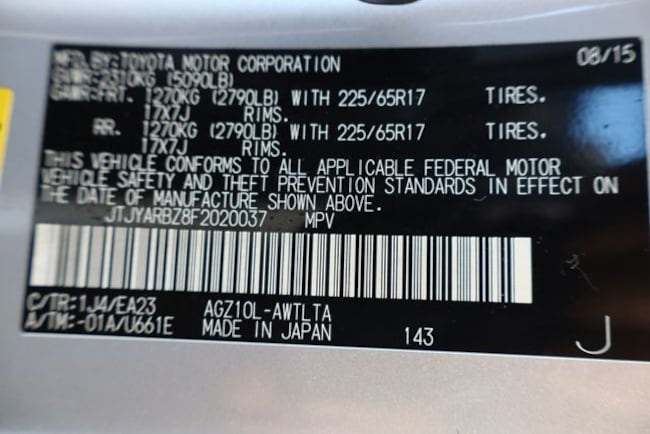 MFD.BY:TOYOTA MOTOR CORPORATION 08/15
GVWR:2310KG (5090LB)
GAWR:FRT. 1270KG (2790LB) WITH 225/65R17 TIRES.
17X7J RIMS.
RR. 1270KG (2790LB) WITH 225/65R17 TIRES.
17X7J RIMS.
THIS VEHICLE CONFORMS TO ALL APPLICABLE FEDERAL MOTOR
VEHICLE SAFETY AND THEFT PREVENTION STANDARDS IN EFFECT ON
THE DATE OF MANUFACTURE SHOWN ABOVE.
JTJYARBZ8F2020037 MPV
C/TR:1J4/EA23 AGZ10L-AWTLTA
A/TM:-01A/U661E MADE IN JAPAN 143 J